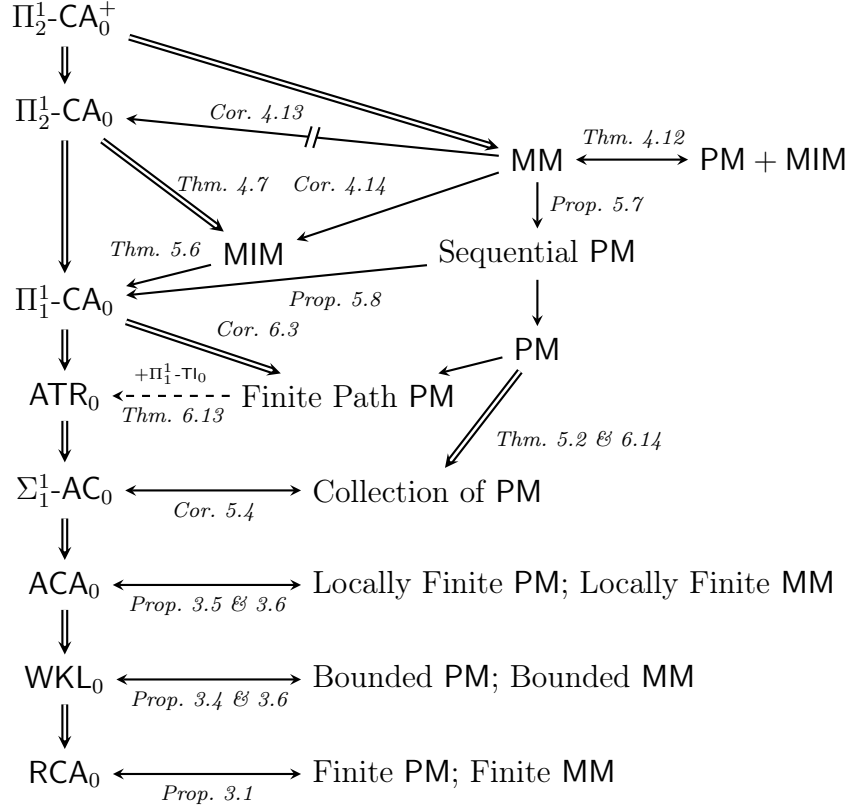 Π¹₂-CA₀⁺
Π¹₂-CA₀
Cor. 4.13
MM
Thm. 4.12
PM + MIM
Thm. 4.7
Cor. 4.14
Prop. 5.7
Thm. 5.6
MIM
Sequential PM
Π¹₁-CA₀
Prop. 5.8
Cor. 6.3
PM
+Π¹₁-TI₀
ATR₀
Finite Path PM
Thm. 6.13
Thm. 5.2 & 6.14
Σ¹₁-AC₀
Collection of PM
Cor. 5.4
ACA₀
Locally Finite PM; Locally Finite MM
Prop. 3.5 & 3.6
WKL₀
Bounded PM; Bounded MM
Prop. 3.4 & 3.6
RCA₀
Finite PM; Finite MM
Prop. 3.1